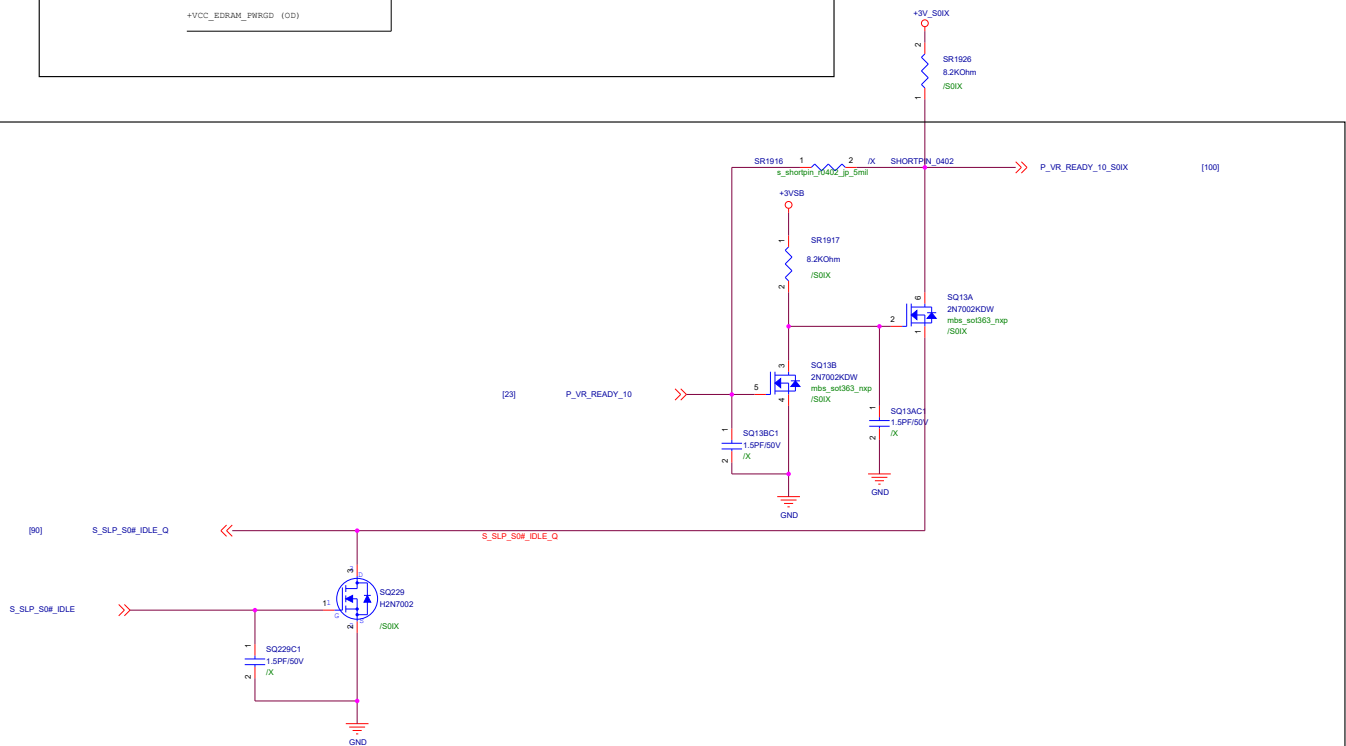 +VCC_EDRAM_PWRGD (OD)
+3V_S0IX
2
SR1926
8.2KOhm
/S0IX
1
SR1916 1 2 /X SHORTPIN_0402
s_shortpin_r0402_jp_5mil
P_VR_READY_10_S0IX [100]
+3VSB
1
SR1917
8.2KOhm
/S0IX
2
6
SQ13A
2N7002KDW
mbs_sot363_nxp
/S0IX
2
1
3
SQ13B
2N7002KDW
mbs_sot363_nxp
/S0IX
5
4
[23] P_VR_READY_10
1
SQ13AC1
1.5PF/50V
/X
2
1
SQ13BC1
1.5PF/50V
/X
2
GND
GND
[90] S_SLP_S0#_IDLE_Q
S_SLP_S0#_IDLE_Q
3
D
SQ229
H2N7002
/S0IX
11
G
2
S
S_SLP_S0#_IDLE
1
SQ229C1
1.5PF/50V
/X
2
GND